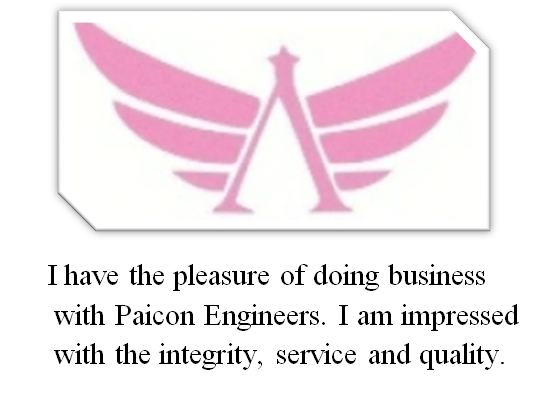 I have the pleasure of doing business
with Paicon Engineers. I am impressed
with the integrity, service and quality.